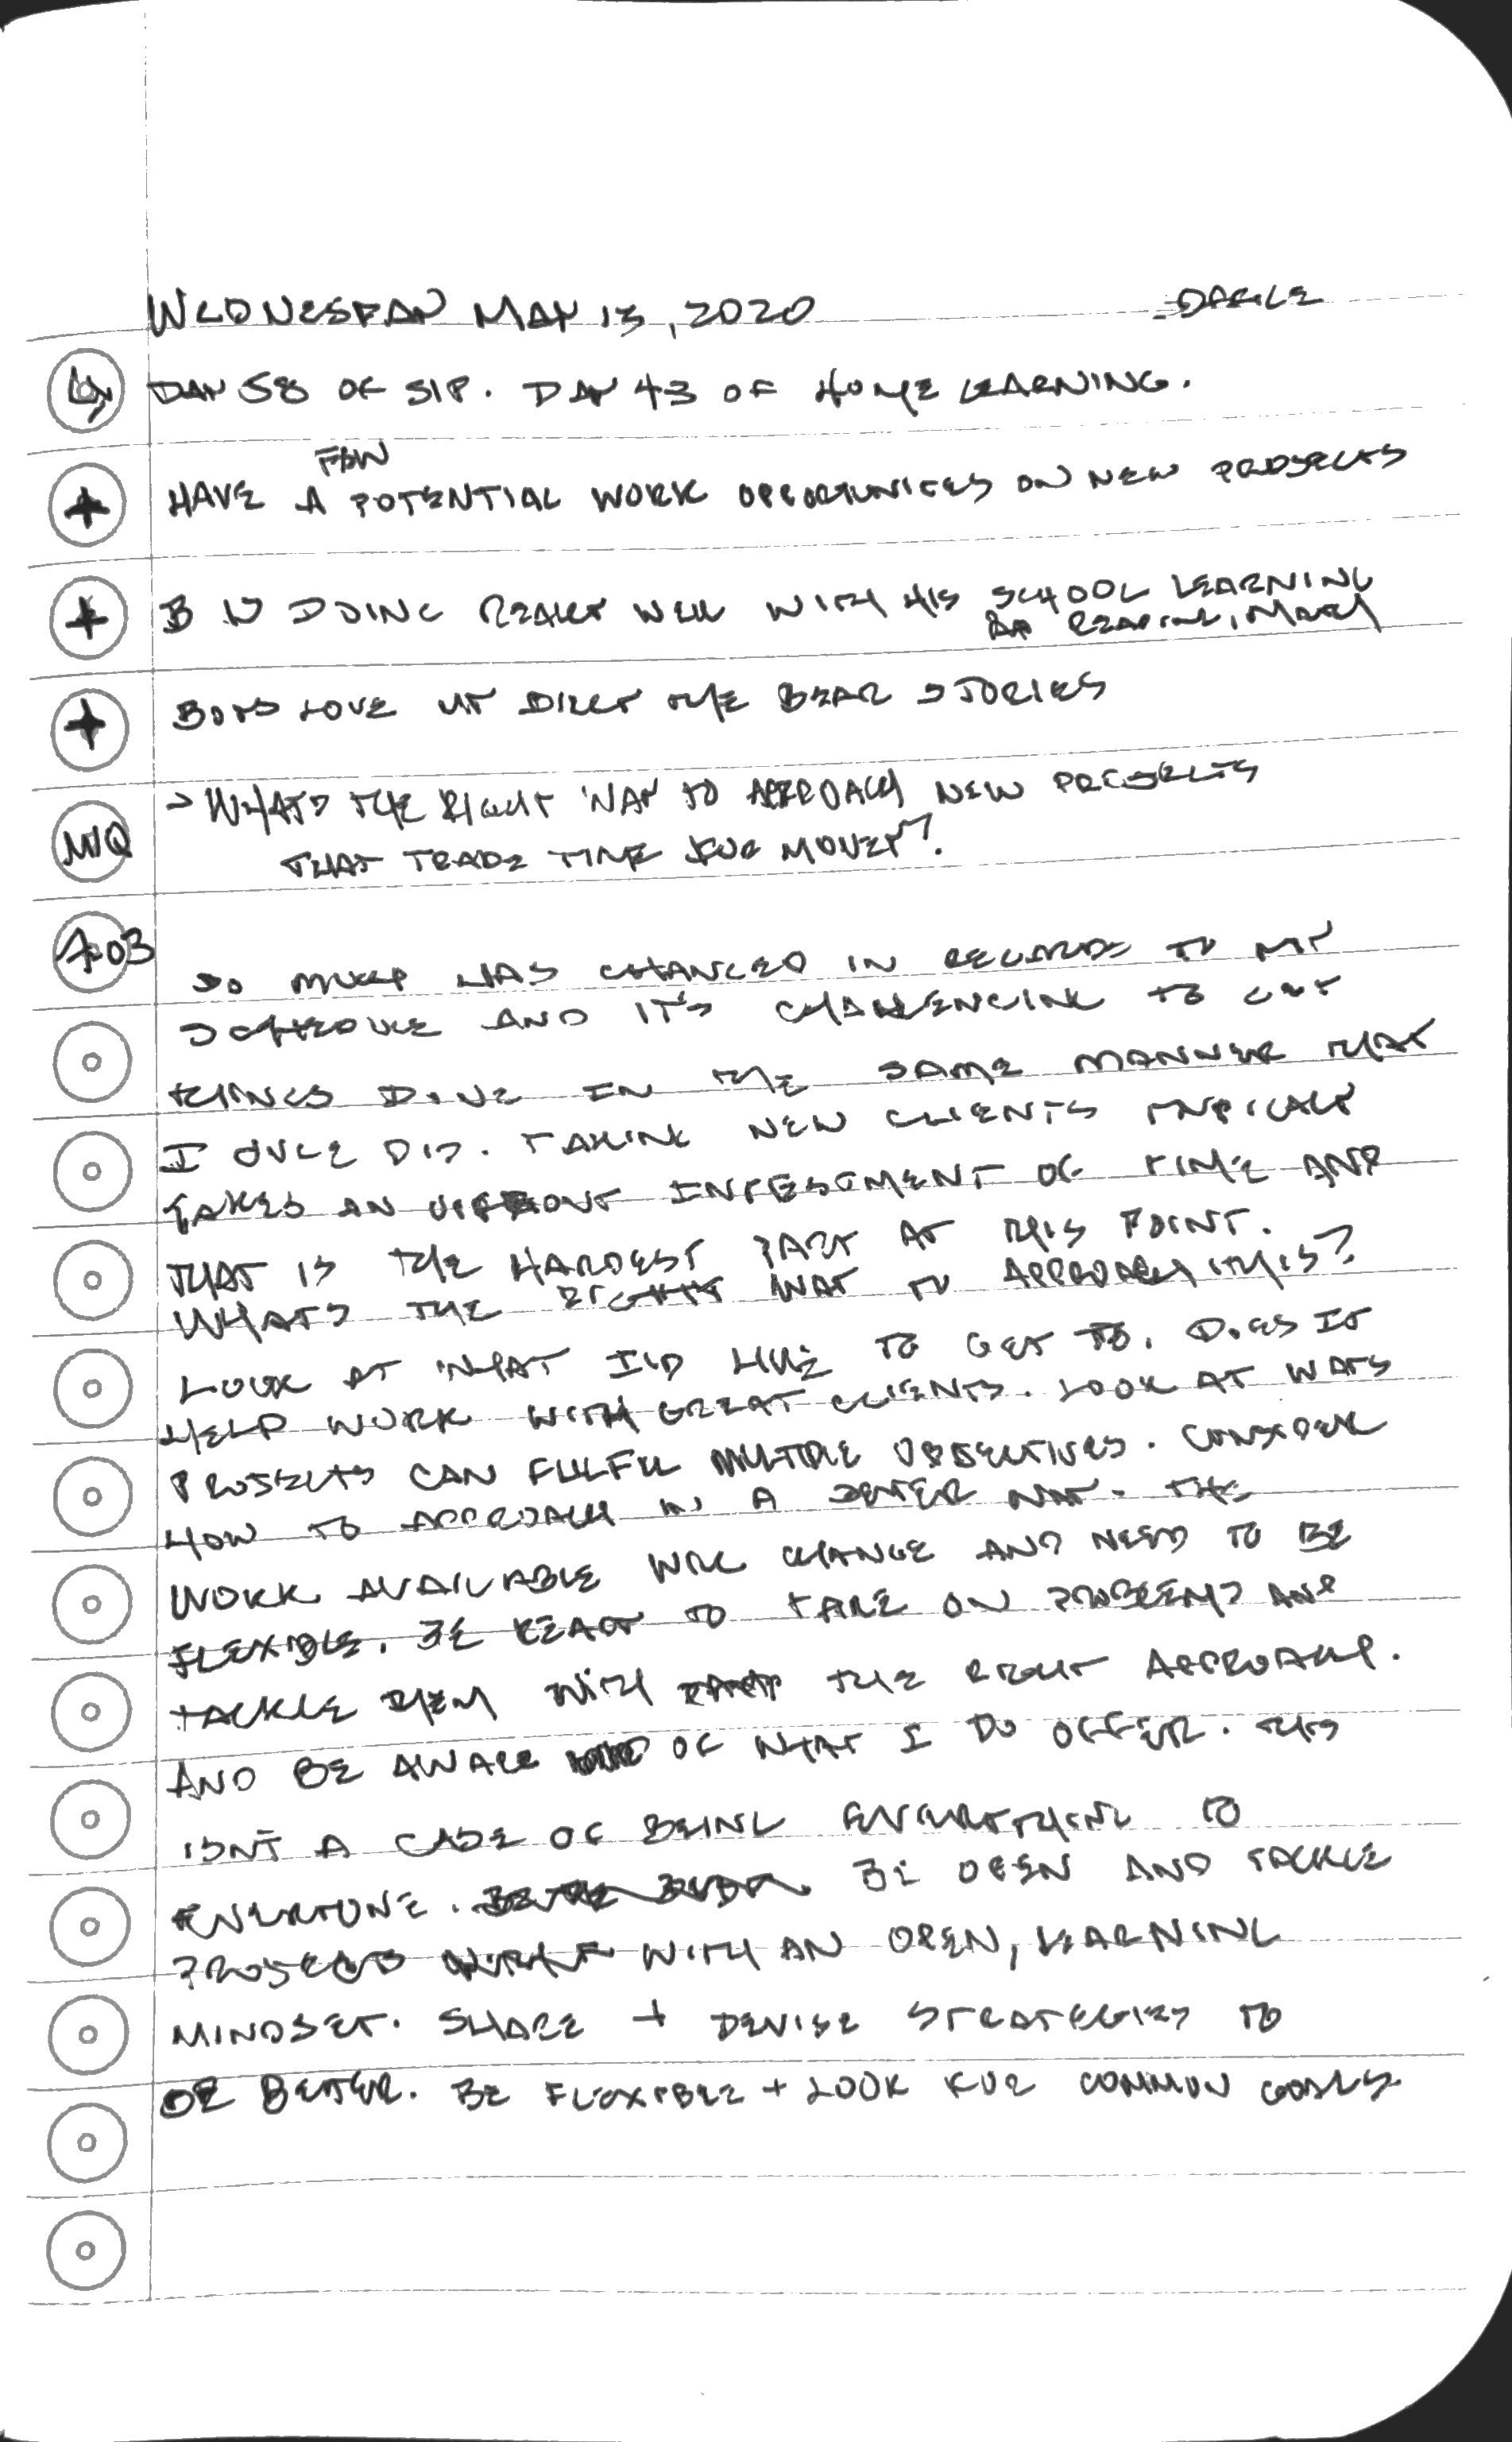 WEDNESDAY MAY 13, 2020 - OFFICE
DAY 58 OF SIP. DAY 43 OF HOME LEARNING.
FEW
+ HAVE A POTENTIAL WORK OPPORTUNITIES ON NEW PROJECTS
+ B IS DOING REALLY WELL WITH HIS SCHOOL LEARNING
READING, MATH
+ BOYS LOVE MY DIRTY THE BEAR STORIES
M/Q → WHATS THE RIGHT WAY TO APPROACH NEW PROJECTS
THAT TRADE TIME FOR MONEY?
7:03
SO MUCH HAS CHANGED IN REGARDS TO MY
SCHEDULE AND IT'S CHALLENGING TO GET
THINGS DONE IN THE SAME MANNER THAT
I ONCE DID. TAKING NEW CLIENTS TYPICALLY
TAKES AN UPFRONT INVESTMENT OF TIME AND
THAT IS THE HARDEST PART AT THIS POINT.
WHATS THE RIGHT WAY TO APPROACH THIS?
LOOK AT WHAT I'D LIKE TO GET TO. DOES IT
HELP WORK WITH GREAT CLIENTS. LOOK AT WAYS
PROJECTS CAN FULFILL MULTIPLE OBJECTIVES. CONSIDER
HOW TO APPROACH IN A BETTER WAY. THE
WORK AVAILABLE WILL CHANGE AND NEED TO BE
FLEXIBLE. BE READY TO TAKE ON PROBLEMS AND
TACKLE THEM WITH THE RIGHT APPROACH.
AND BE AWARE OF WHAT I DO OFFER. THIS
ISN'T A CASE OF BEING EVERYTHING TO
EVERYONE. BE OPEN AND TACKLE
PROJECTS WITH AN OPEN, LEARNING
MINDSET. SHARE + DEVISE STRATEGIES TO
BE BETTER. BE FLEXIBLE + LOOK FOR COMMON GOALS.